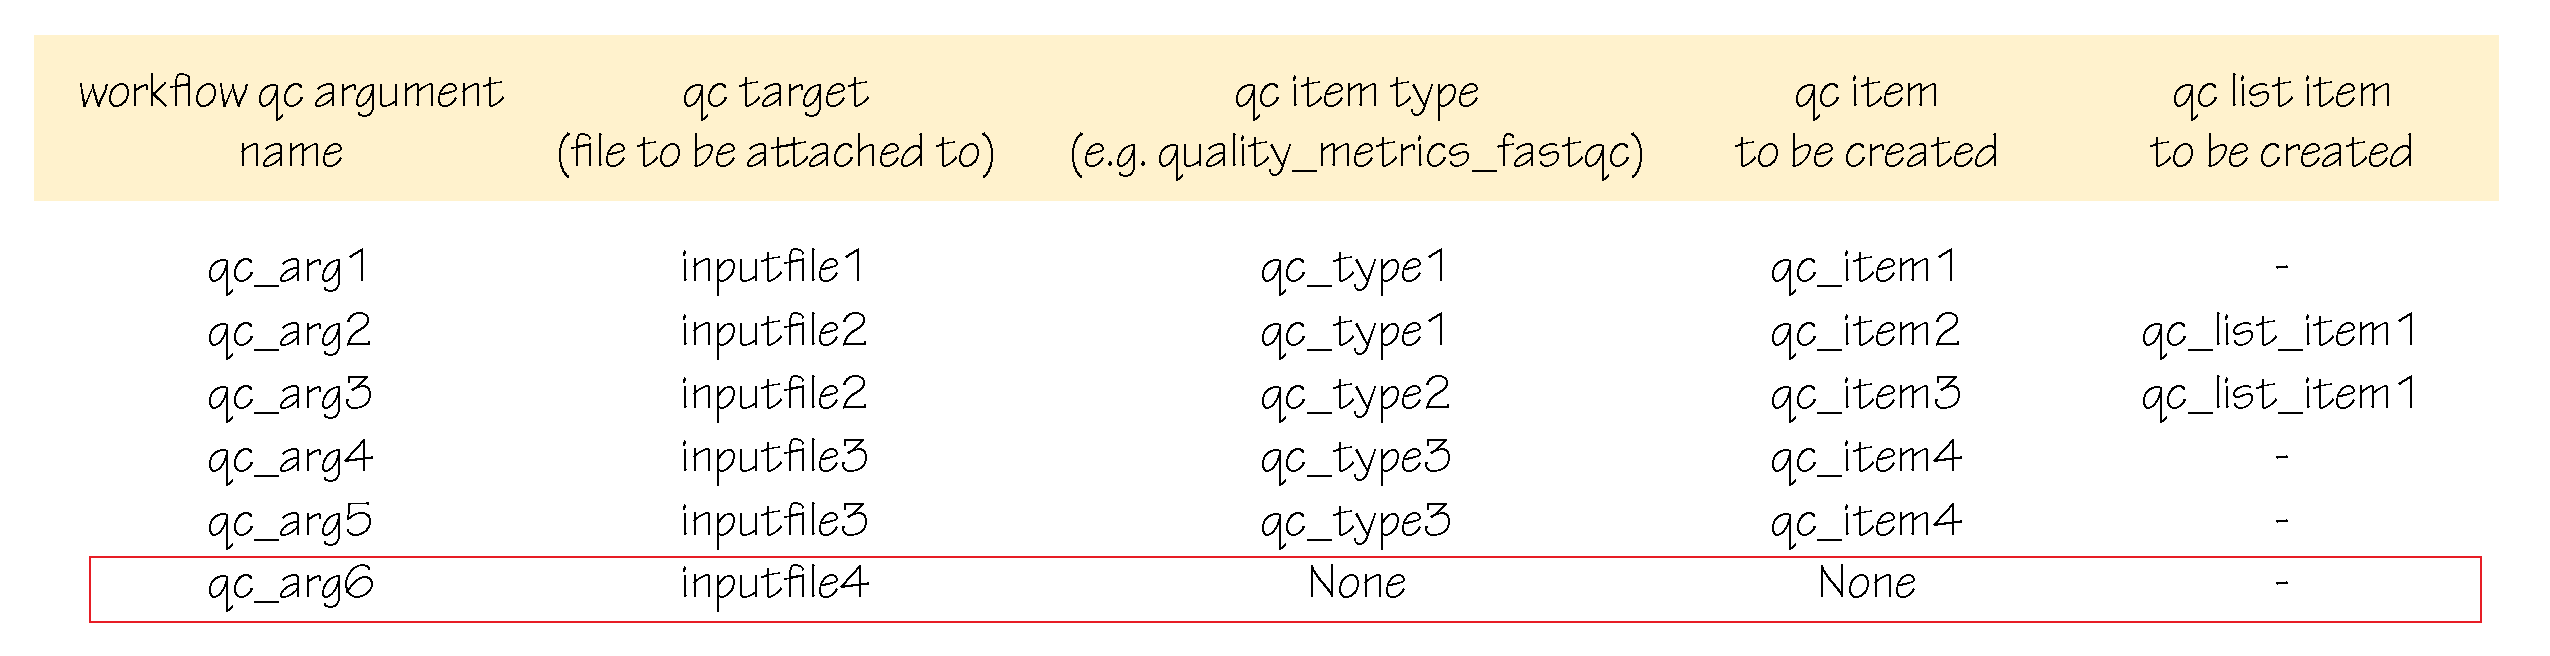 workflow qc argument name	qc target (file to be attached to)	qc item type (e.g. quality_metrics_fastqc)	qc item to be created	qc list item to be created
qc_arg1	inputfile1	qc_type1	qc_item1	-
qc_arg2	inputfile2	qc_type1	qc_item2	qc_list_item1
qc_arg3	inputfile2	qc_type2	qc_item3	qc_list_item1
qc_arg4	inputfile3	qc_type3	qc_item4	-
qc_arg5	inputfile3	qc_type3	qc_item4	-
qc_arg6	inputfile4	None	None	-